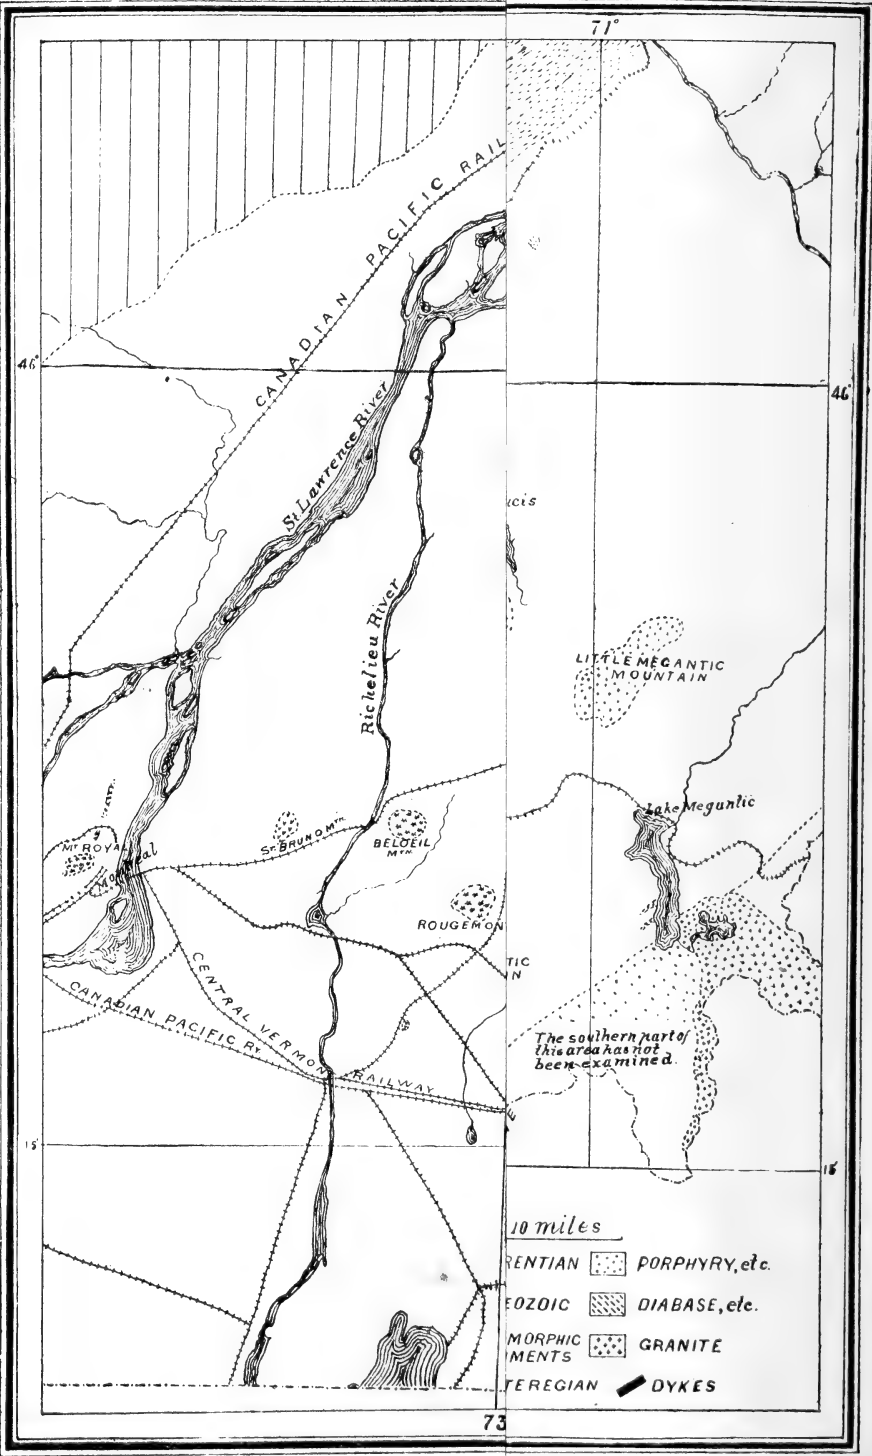 71°
CANADIAN PACIFIC RAIL
46°
46°
St. Lawrence River
Richelieu River
LITTLE MEGANTIC
MOUNTAIN
Lake Megantic
MT ROYAL
Montreal
ST. BRUNO MTN.
BELOEIL
MTN.
ROUGEMON
TIC
N
CENTRAL VERMON
RAILWAY
CANADIAN PACIFIC RY.
The southern part of
this area has not
been examined.
E
15'
10 miles
RENTIAN PORPHYRY, etc.
EOZOIC DIABASE, etc.
MORPHIC
MENTS GRANITE
TEREGIAN DYKES
73